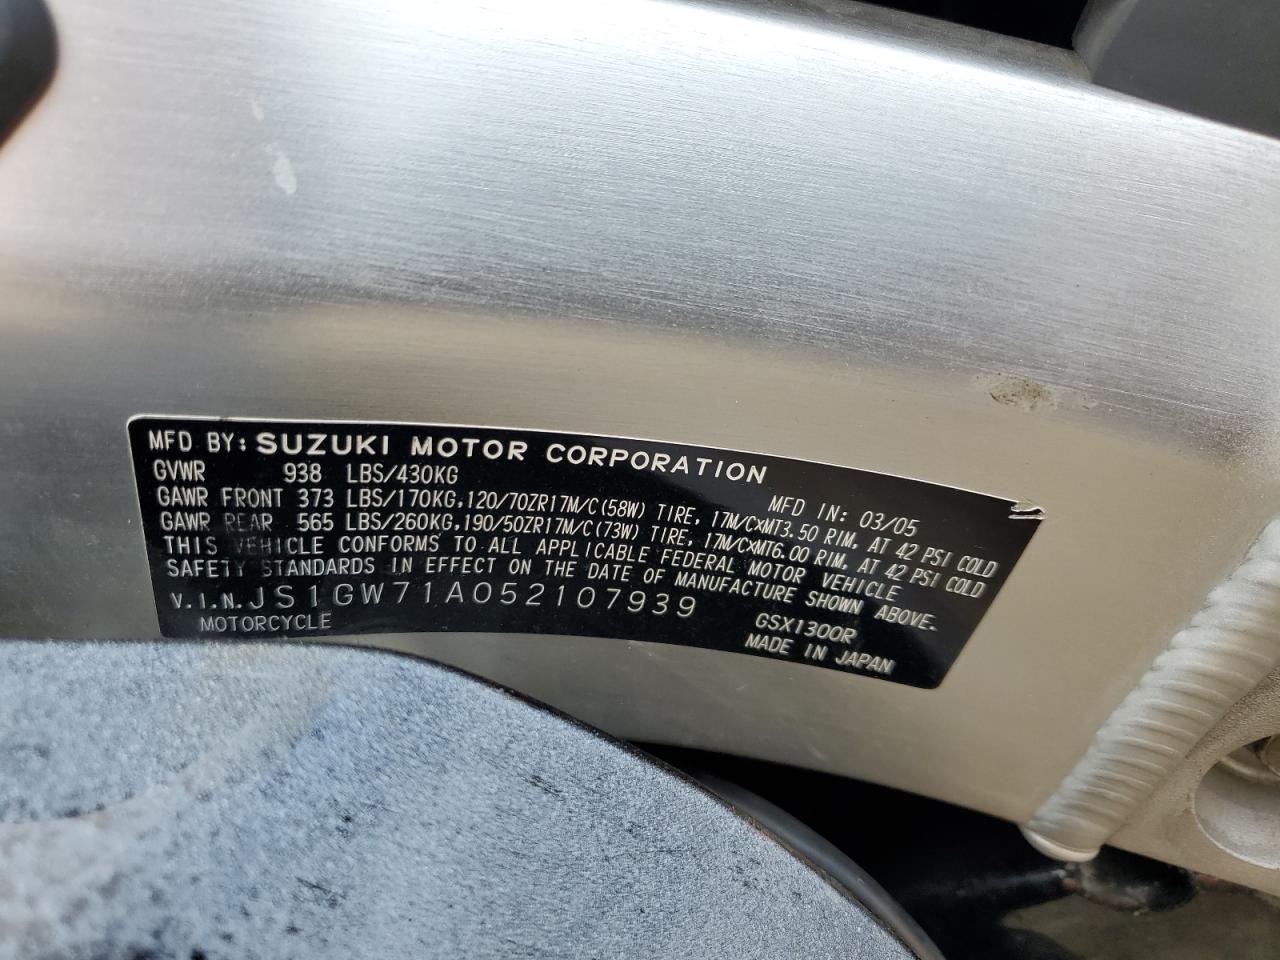 MFD BY: SUZUKI MOTOR CORPORATION
GVWR 938 LBS/430KG MFD IN: 03/05
GAWR FRONT 373 LBS/170KG,120/70ZR17M/C(58W) TIRE, 17M/C×MT3.50 RIM, AT 42 PSI COLD
GAWR REAR 565 LBS/260KG,190/50ZR17M/C(73W) TIRE, 17M/C×MT6.00 RIM, AT 42 PSI COLD
THIS VEHICLE CONFORMS TO ALL APPLICABLE FEDERAL MOTOR VEHICLE
SAFETY STANDARDS IN EFFECT ON THE DATE OF MANUFACTURE SHOWN ABOVE.
V.I.N.JS1GW71A052107939 GSX1300R
MOTORCYCLE MADE IN JAPAN